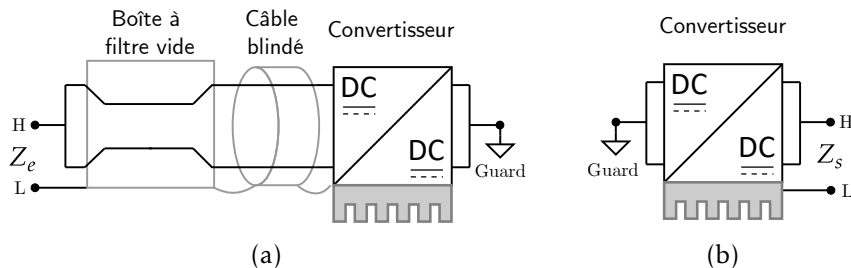 Boîte à
filtre vide
Câble
blindé
Convertisseur
DC
DC
H
Z_e
L
Guard
(a)
Convertisseur
DC
DC
Guard
H
Z_s
L
(b)